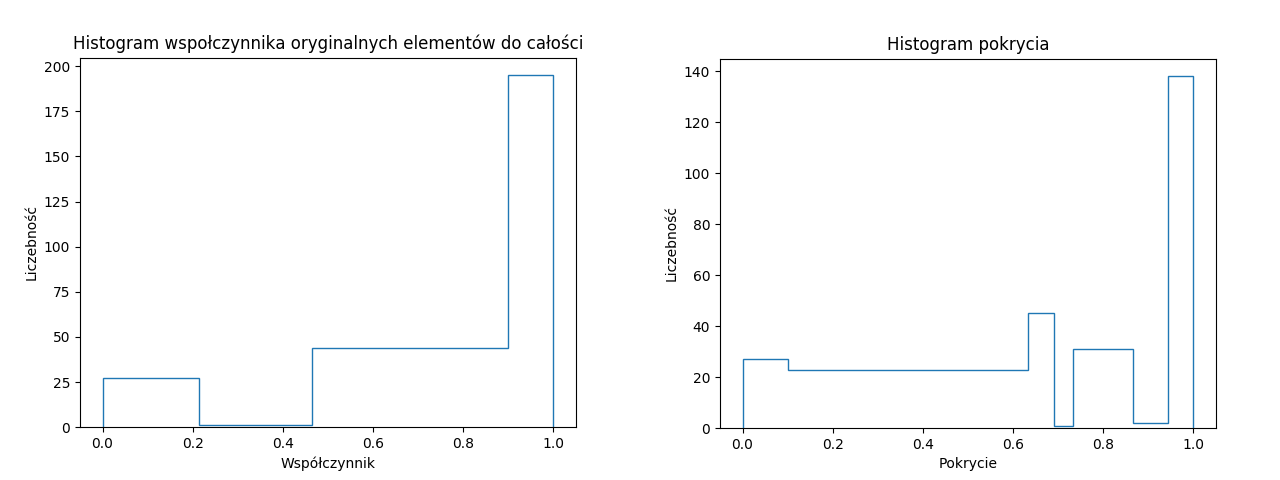 Histogram wspołczynnika oryginalnych elementów do całości
200
175
150
125
100
75
50
25
0
Liczebność
0.0 0.2 0.4 0.6 0.8 1.0
Współczynnik
Histogram pokrycia
140
120
100
80
60
40
20
0
Liczebność
0.0 0.2 0.4 0.6 0.8 1.0
Pokrycie